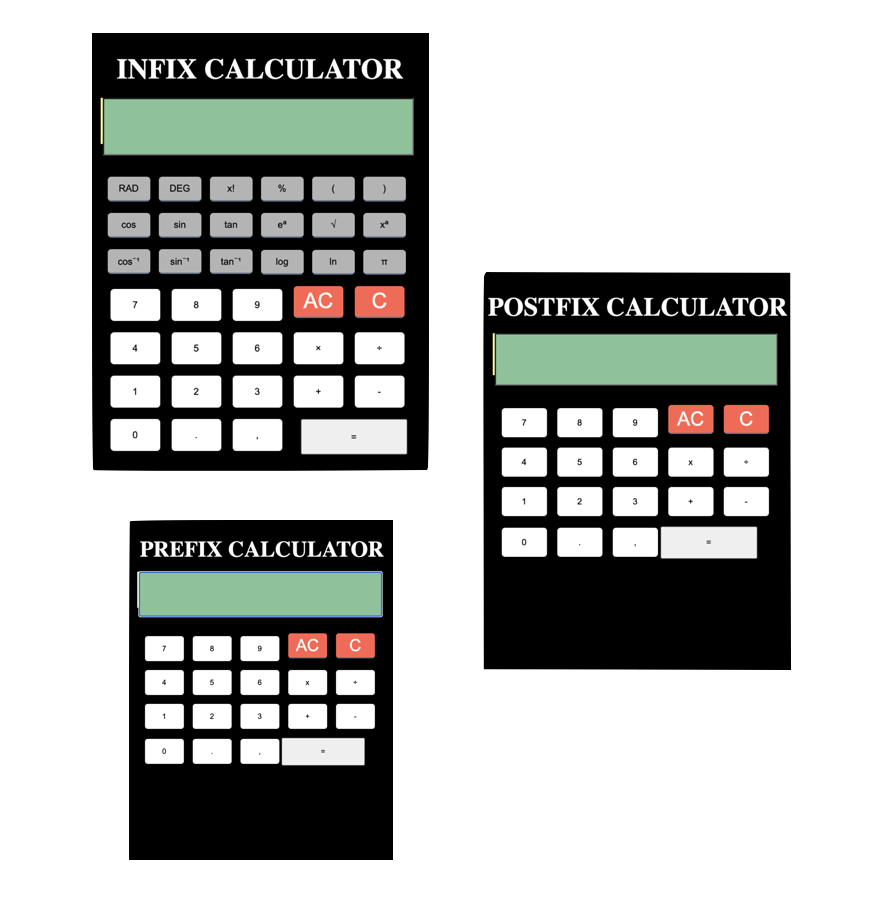 INFIX CALCULATOR
RAD DEG x! % ( )
cos sin tan eª √ xª
cos⁻¹ sin⁻¹ tan⁻¹ log ln π
7 8 9 AC C
4 5 6 × ÷
1 2 3 + -
0 . , =
POSTFIX CALCULATOR
7 8 9 AC C
4 5 6 x ÷
1 2 3 + -
0 . , =
PREFIX CALCULATOR
7 8 9 AC C
4 5 6 x ÷
1 2 3 + -
0 . , =